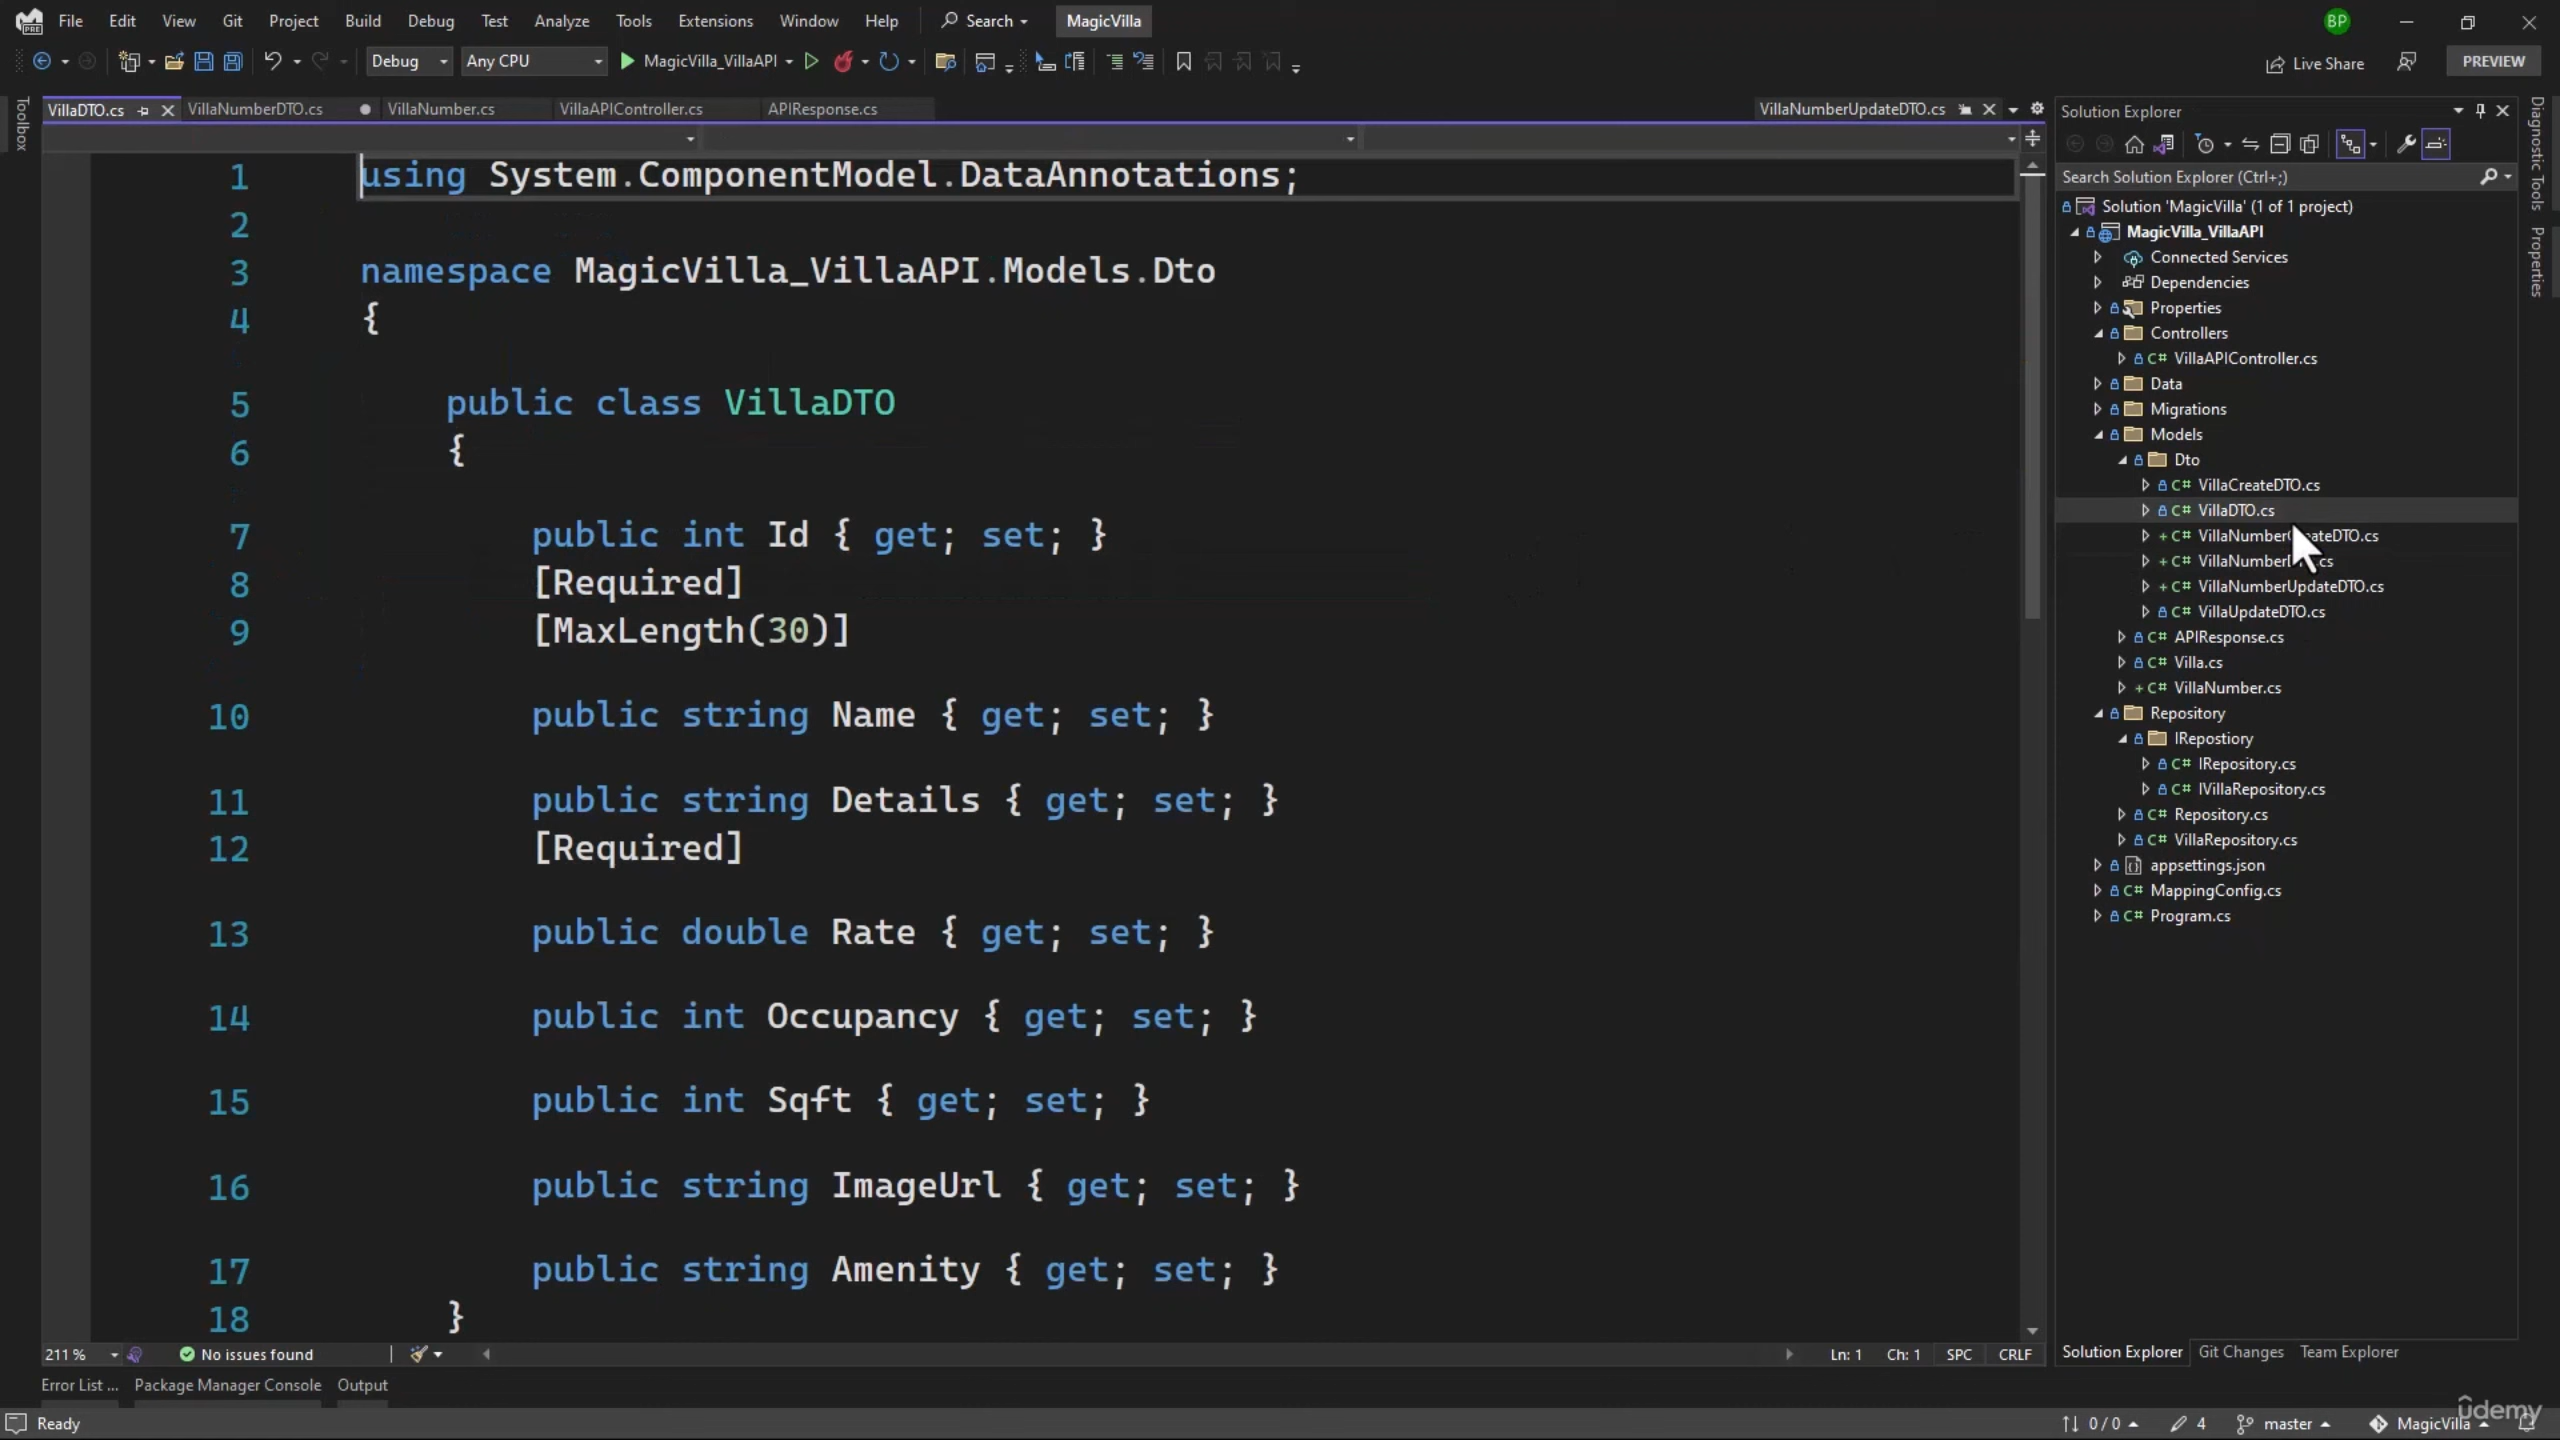 File Edit View Git Project Build Debug Test Analyze Tools Extensions Window Help Search MagicVilla BP
Debug Any CPU MagicVilla_VillaAPI Live Share PREVIEW
VillaDTO.cs VillaNumberDTO.cs VillaNumber.cs VillaAPIController.cs APIResponse.cs VillaNumberUpdateDTO.cs
Toolbox
1 using System.ComponentModel.DataAnnotations;
2
3 namespace MagicVilla_VillaAPI.Models.Dto
4 {
5 public class VillaDTO
6 {
7 public int Id { get; set; }
8 [Required]
9 [MaxLength(30)]
10 public string Name { get; set; }
11 public string Details { get; set; }
12 [Required]
13 public double Rate { get; set; }
14 public int Occupancy { get; set; }
15 public int Sqft { get; set; }
16 public string ImageUrl { get; set; }
17 public string Amenity { get; set; }
18 }
211 % No issues found Ln: 1 Ch: 1 SPC CRLF
Error List ... Package Manager Console Output
Solution Explorer
Search Solution Explorer (Ctrl+;)
Solution 'MagicVilla' (1 of 1 project)
MagicVilla_VillaAPI
Connected Services
Dependencies
Properties
Controllers
C# VillaAPIController.cs
Data
Migrations
Models
Dto
C# VillaCreateDTO.cs
C# VillaDTO.cs
+ C# 
+ C# 
+ C# VillaNumberUpdateDTO.cs
C# VillaUpdateDTO.cs
C# APIResponse.cs
C# Villa.cs
+ C# VillaNumber.cs
Repository
IRepostiory
C# IRepository.cs
C# IVillaRepository.cs
C# Repository.cs
C# VillaRepository.cs
appsettings.json
C# MappingConfig.cs
C# Program.cs
Solution Explorer Git Changes Team Explorer
Diagnostic Tools
Properties
Ready 0 / 0 4 master MagicVilla
udemy